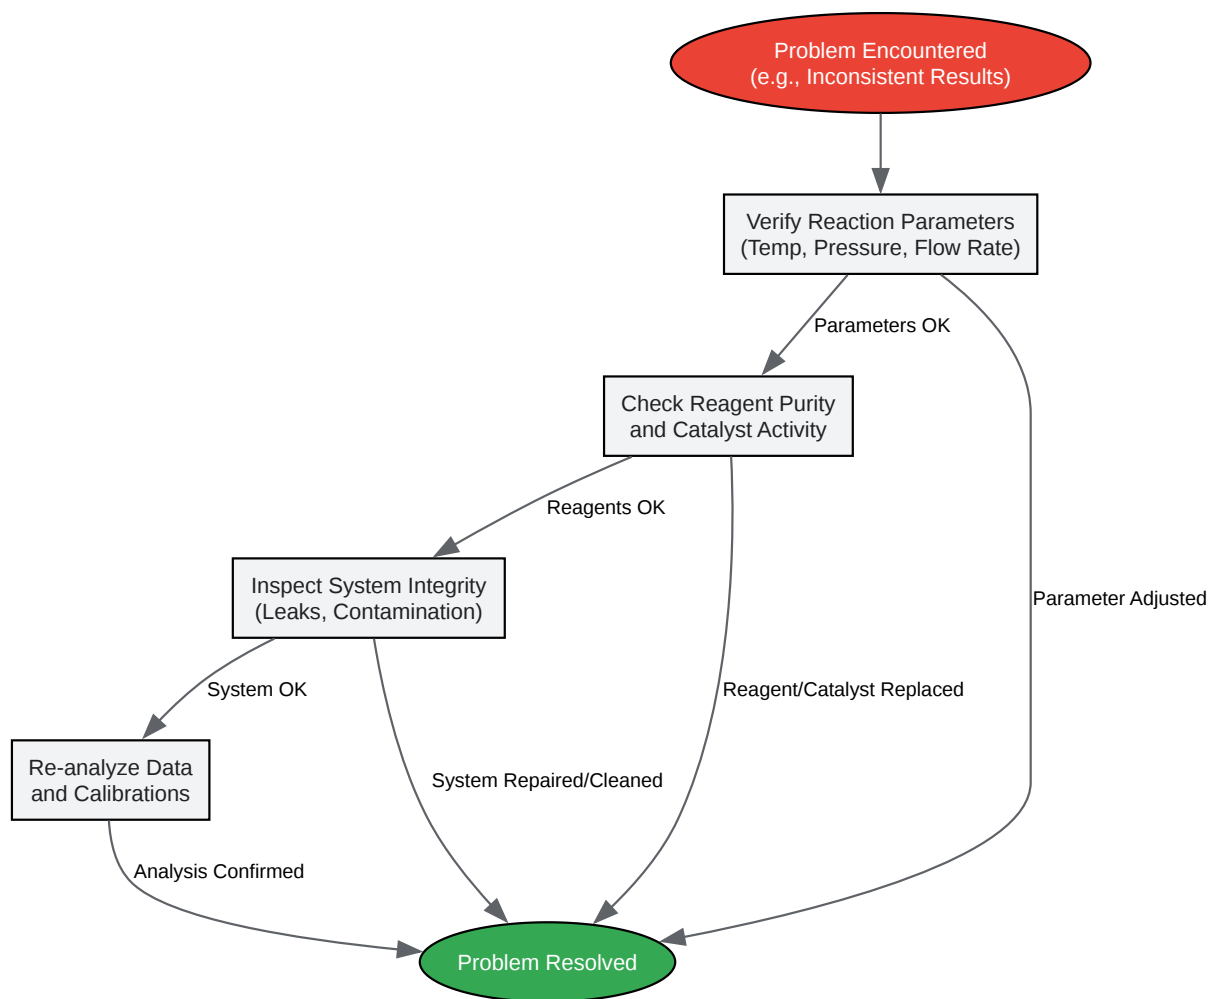 Problem Encountered
(e.g., Inconsistent Results)
Verify Reaction Parameters
(Temp, Pressure, Flow Rate)
Parameters OK
Check Reagent Purity
and Catalyst Activity
Reagents OK
Inspect System Integrity
(Leaks, Contamination)
Parameter Adjusted
System OK
Reagent/Catalyst Replaced
Re-analyze Data
and Calibrations
System Repaired/Cleaned
Analysis Confirmed
Problem Resolved